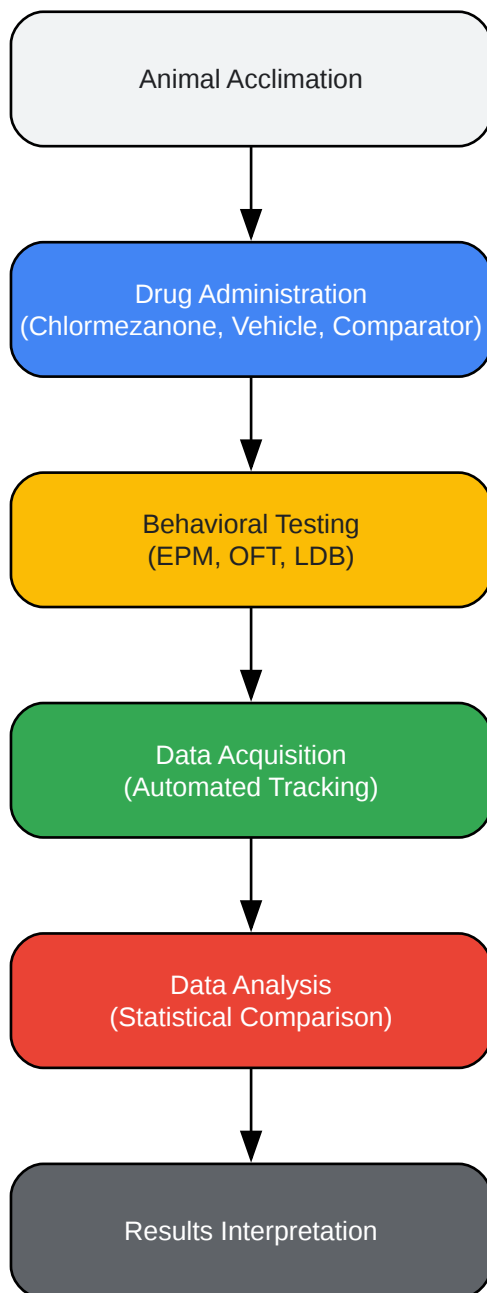 Animal Acclimation
Drug Administration
(Chlormezanone, Vehicle, Comparator)
Behavioral Testing
(EPM, OFT, LDB)
Data Acquisition
(Automated Tracking)
Data Analysis
(Statistical Comparison)
Results Interpretation